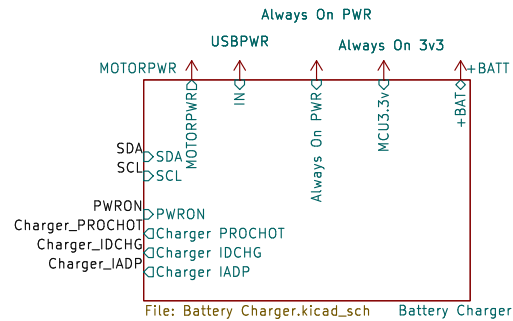 Always On PWR
USBPWR
Always On 3v3
MOTORPWR
+BATT
MOTORPWR
IN
Always On PWR
MCU3.3v
+BAT
SDA
SDA
SCL
SCL
PWRON
PWRON
Charger_PROCHOT
Charger PROCHOT
Charger_IDCHG
Charger IDCHG
Charger_IADP
Charger IADP
File: Battery Charger.kicad_sch
Battery Charger